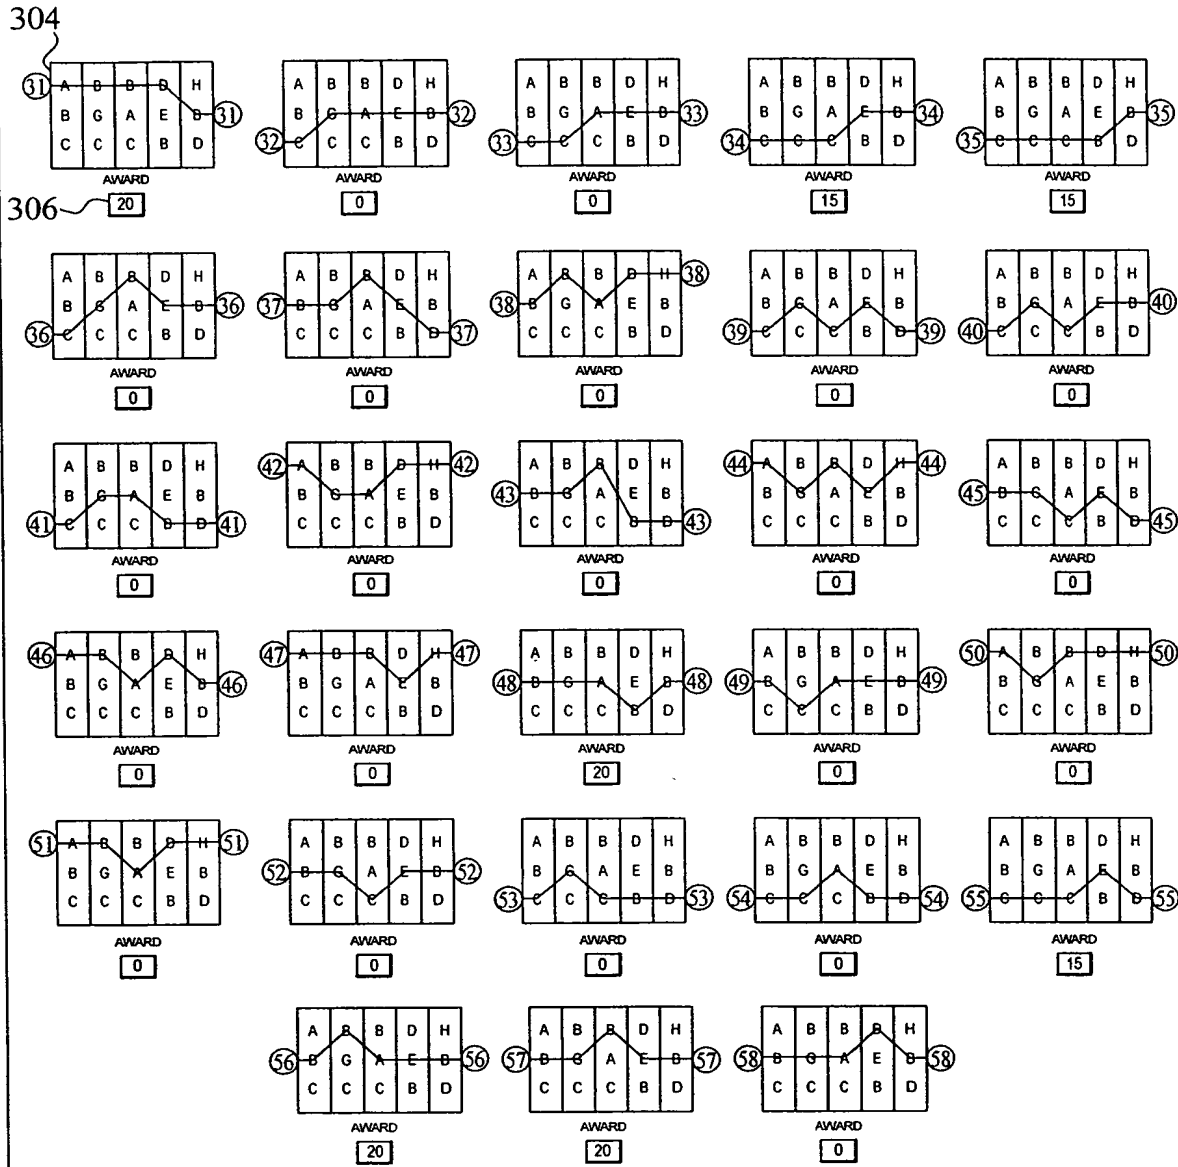 304
31 A B B D H
B G A E B 31
C C C B D
AWARD
306 20
A B B D H
B G A E B 32
32 C C C B D
AWARD
0
A B B D H
B G A E B 33
33 C C C B D
AWARD
0
A B B D H
B G A E B 34
34 C C C B D
AWARD
15
A B B D H
B G A E B 35
35 C C C B D
AWARD
15
A B B D H
B G A E B 36
36 C C C B D
AWARD
0
A B B D H
37 B G A E B
C C C B D 37
AWARD
0
A B B D H 38
38 B G A E B
C C C B D
AWARD
0
A B B D H
B G A E B
39 C C C B D 39
AWARD
0
A B B D H
B G A E B 40
40 C C C B D
AWARD
0
A B B D H
B G A E B
41 C C C B D 41
AWARD
0
42 A B B D H 42
B G A E B
C C C B D
AWARD
0
A B B D H
43 B G A E B
C C C B D 43
AWARD
0
44 A B B D H 44
B G A E B
C C C B D
AWARD
0
A B B D H
45 B G A E B
C C C B D 45
AWARD
0
46 A B B D H
B G A E B 46
C C C B D
AWARD
0
47 A B B D H 47
B G A E B
C C C B D
AWARD
0
A B B D H
48 B G A E B 48
C C C B D
AWARD
20
A B B D H
49 B G A E B 49
C C C B D
AWARD
0
50 A B B D H 50
B G A E B
C C C B D
AWARD
0
51 A B B D H 51
B G A E B
C C C B D
AWARD
0
A B B D H
52 B G A E B 52
C C C B D
AWARD
0
A B B D H
B G A E B
53 C C C B D 53
AWARD
0
A B B D H
B G A E B
54 C C C B D 54
AWARD
0
A B B D H
B G A E B
55 C C C B D 55
AWARD
15
A B B D H
56 B G A E B 56
C C C B D
AWARD
20
A B B D H
57 B G A E B 57
C C C B D
AWARD
20
A B B D H
58 B G A E B 58
C C C B D
AWARD
0